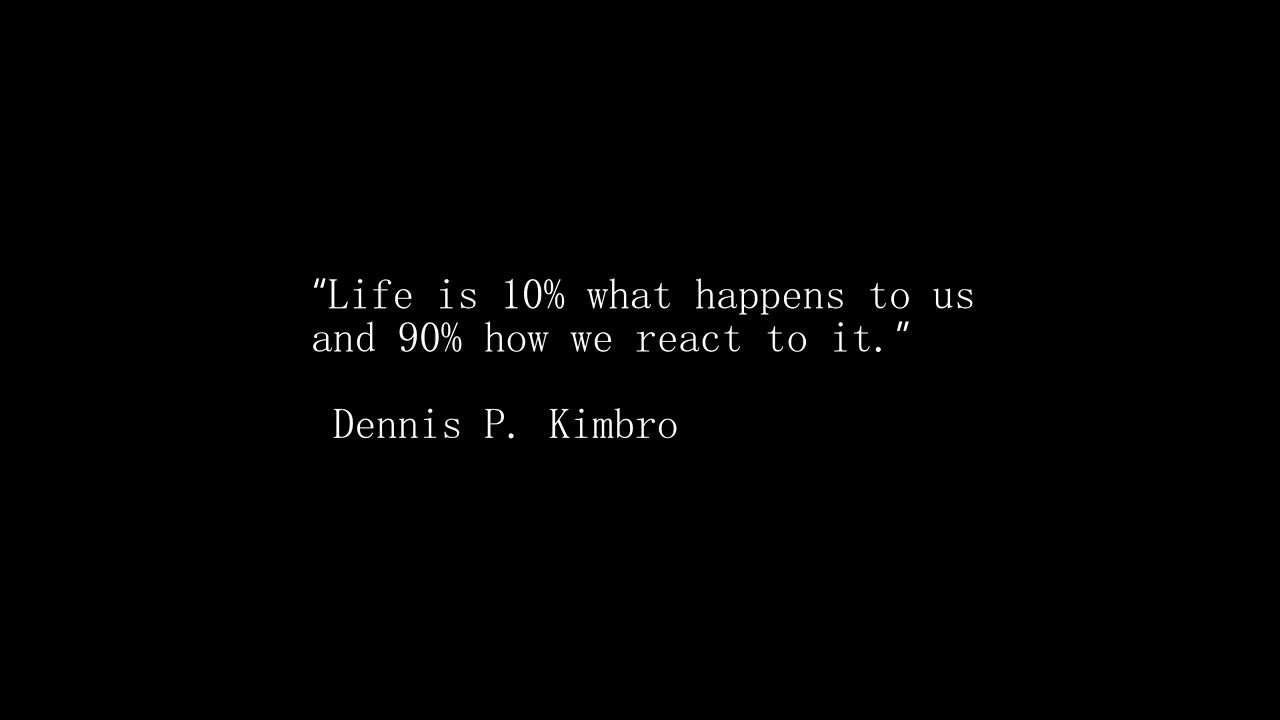 "Life is 10% what happens to us
and 90% how we react to it."
Dennis P. Kimbro